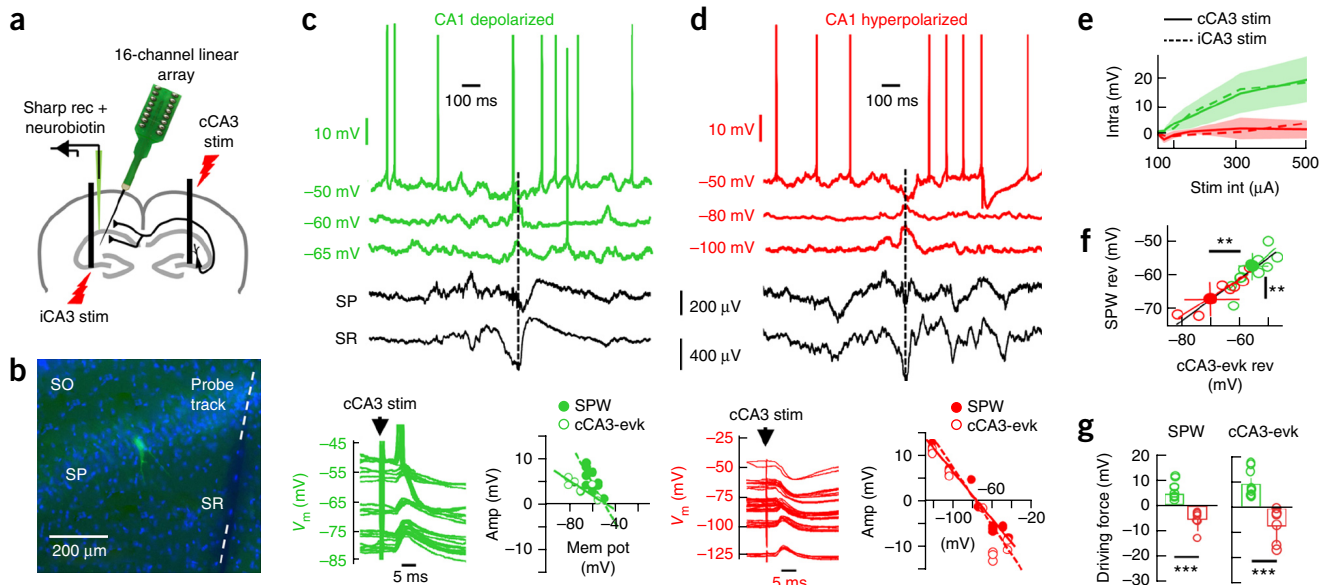 a
16-channel linear
array
Sharp rec +
neurobiotin
cCA3
stim
iCA3 stim
b
SO
Probe
track
SP
SR
200 µm
c
CA1 depolarized
100 ms
10 mV
–50 mV
–60 mV
–65 mV
SP
SR
cCA3 stim
–45
–55
–65
–75
–85
Vm (mV)
5 ms
SPW
cCA3-evk
10
0
–10
Amp (mV)
–80
–40
Mem pot
(mV)
d
CA1 hyperpolarized
100 ms
10 mV
–50 mV
–80 mV
–100 mV
200 µV
400 µV
cCA3 stim
–25
–50
–75
–100
–125
Vm (mV)
5 ms
SPW
cCA3-evk
10
0
–10
Amp (mV)
–60
–100
–20
(mV)
e
cCA3 stim
iCA3 stim
20
10
0
Intra (mV)
100
300
500
Stim int (µA)
f
**
**
–50
–60
–70
SPW rev (mV)
–80
–60
cCA3-evk rev
(mV)
g
SPW
cCA3-evk
20
10
0
–10
–20
–30
Driving force (mV)
***
***